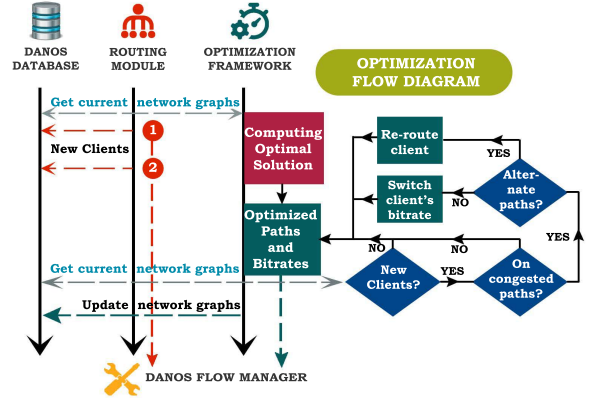 DANOS
DATABASE
ROUTING
MODULE
OPTIMIZATION
FRAMEWORK
OPTIMIZATION
FLOW DIAGRAM
Get current network graphs
1
New Clients
2
Computing
Optimal
Solution
Re-route
client
YES
Switch
client's
bitrate
NO
Alter-
nate
paths?
Optimized
Paths
and
Bitrates
NO
NO
YES
Get current network graphs
New
Clients?
YES
On
congested
paths?
Update network graphs
DANOS FLOW MANAGER